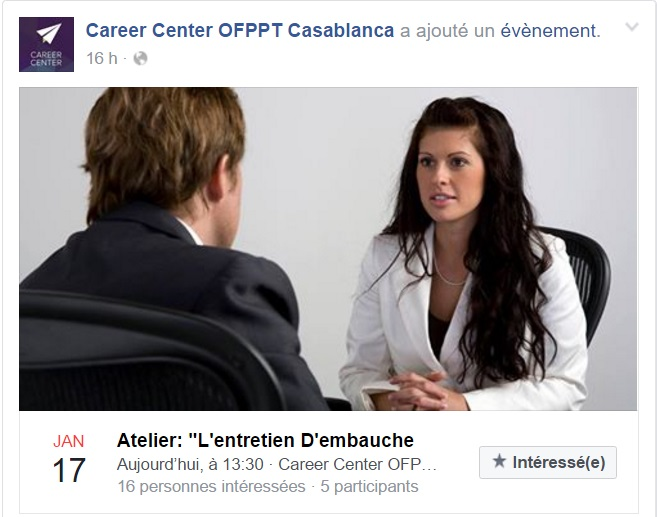 Career Center OFPPT Casablanca a ajouté un évènement.
16 h ·
CAREER
CENTER
JAN
17
Atelier: "L'entretien D'embauche
Aujourd'hui, à 13:30 · Career Center OFP...
16 personnes intéressées · 5 participants
Intéressé(e)